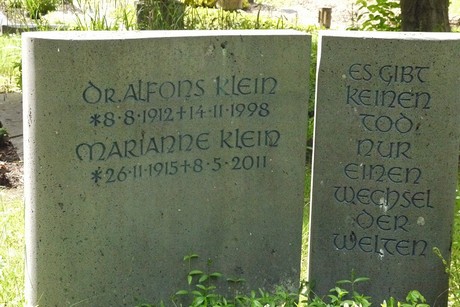 DR. ALFONS KLEIN
*8·8·1912+14·11·1998
MARIANNE KLEIN
*26·11·1915+8·5·2011
ES GIBT
KEINEN
TOD
NUR
EINEN
WECHSEL
DER
WELTEN